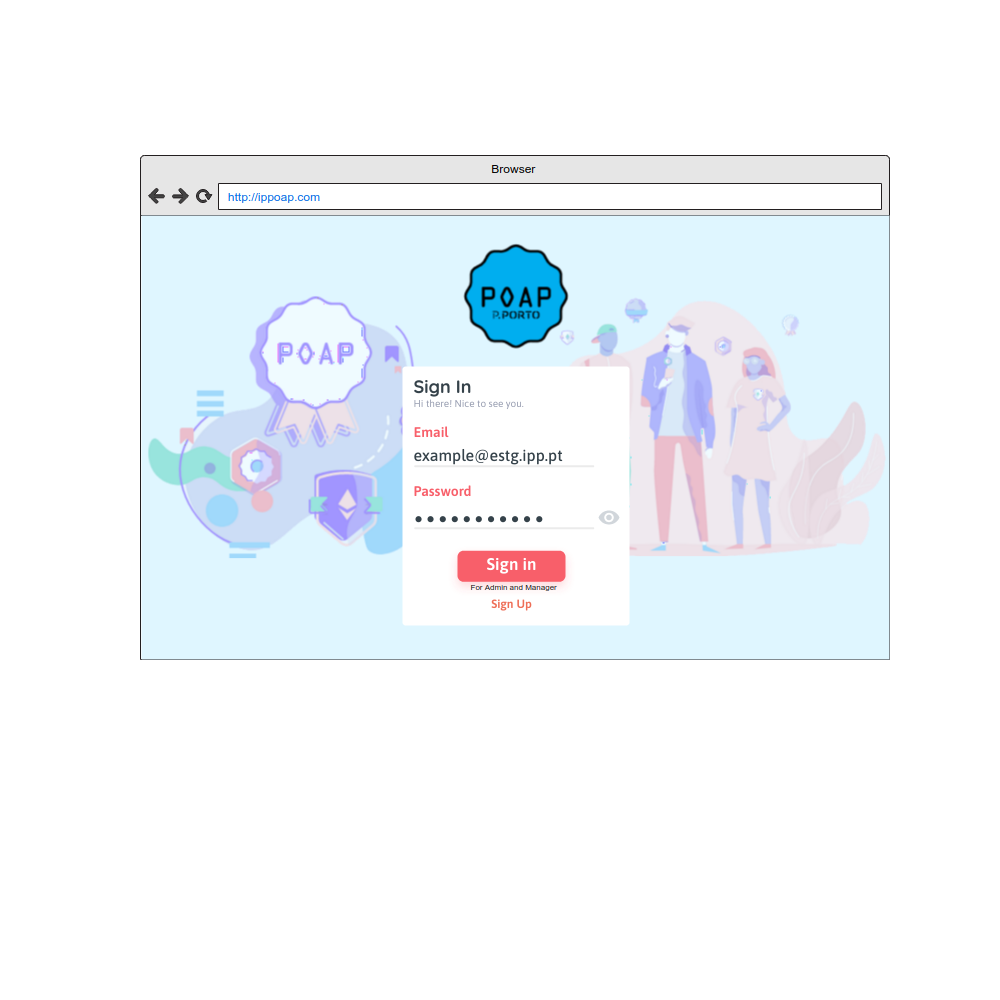 Browser
http://ippoap.com
POAP
P.PORTO
POAP
Sign In
Hi there! Nice to see you.
Email
example@estg.ipp.pt
Password
Sign in
For Admin and Manager
Sign Up